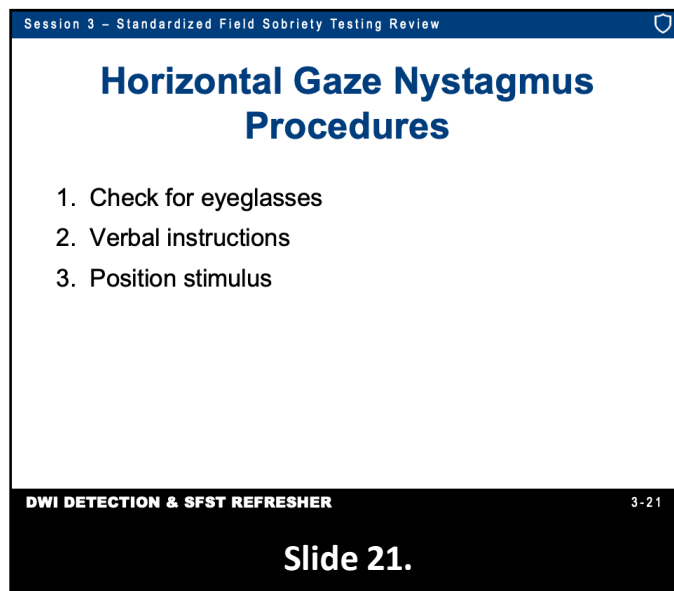 Session 3 – Standardized Field Sobriety Testing Review
Horizontal Gaze Nystagmus
Procedures
1. Check for eyeglasses
2. Verbal instructions
3. Position stimulus
DWI DETECTION & SFST REFRESHER 3-21
Slide 21.